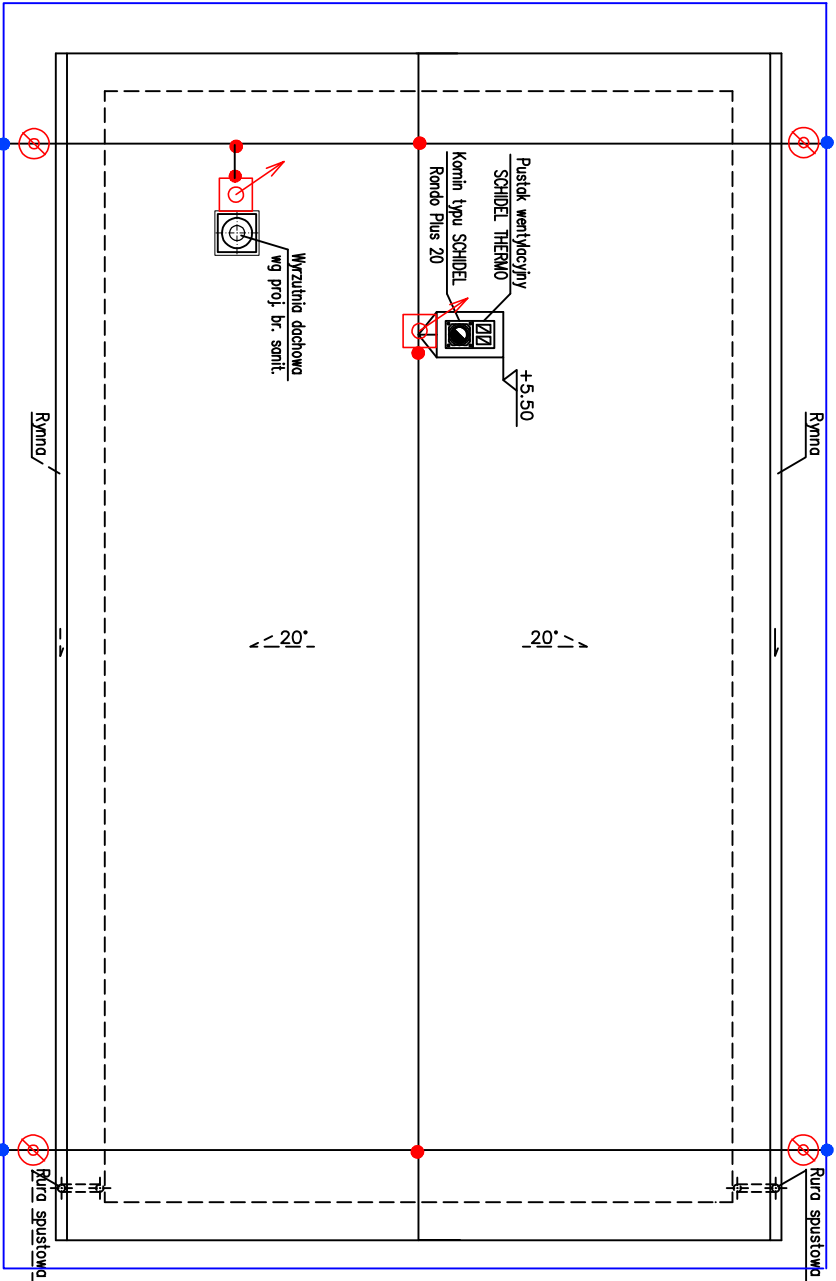 Rynna
Rura spustowa
Pustak wentylacyjny
SCHIDEL THERMO
Komin typu SCHIDEL
Rondo Plus 20
+5.50
20°
20°
Wyrzutnia dachowa
wg proj. br. sanit.
Rynna
Rura spustowa